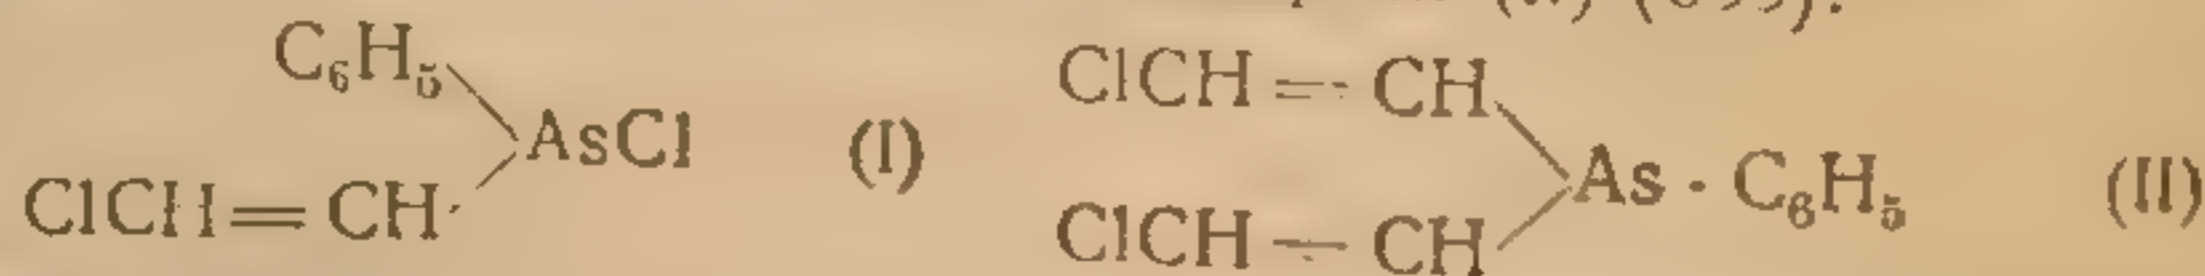 C₆H₅
AsCl (I)
ClCH=CH
ClCH=CH
As · C₆H₅ (II)
ClCH—CH